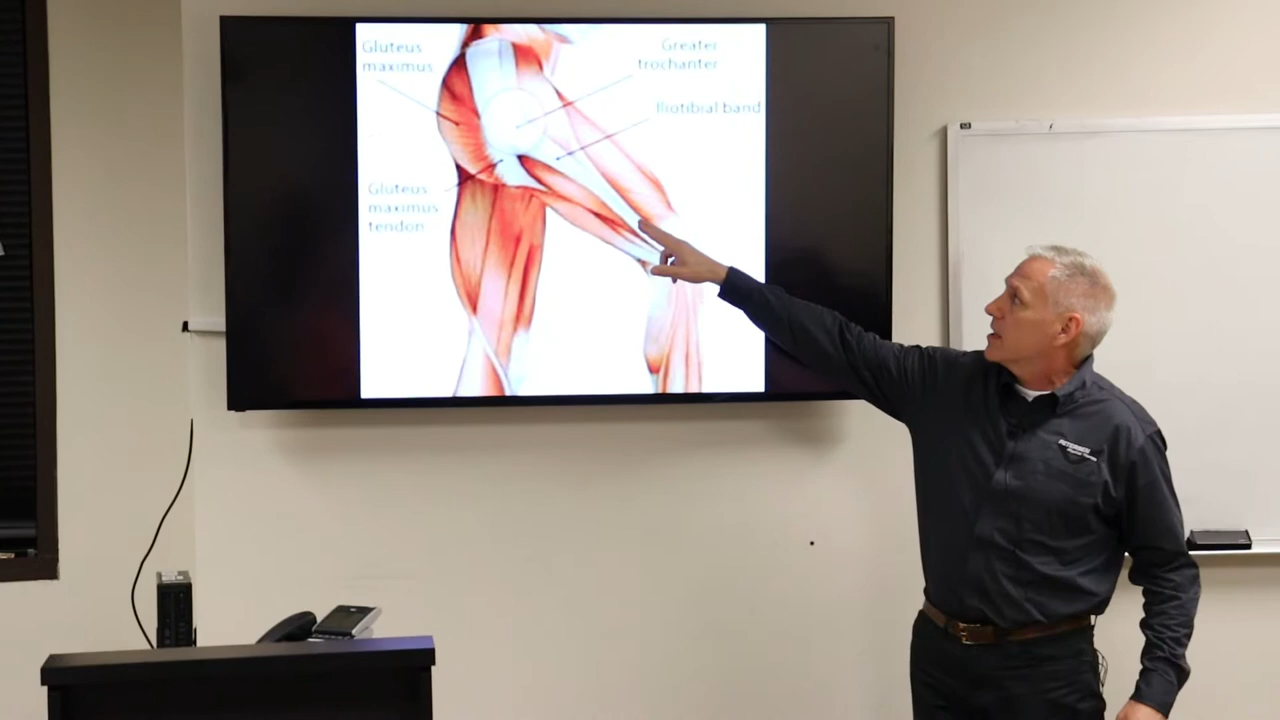 Gluteus
maximus
Greater
trochanter
Iliotibial band
Gluteus
maximus
tendon